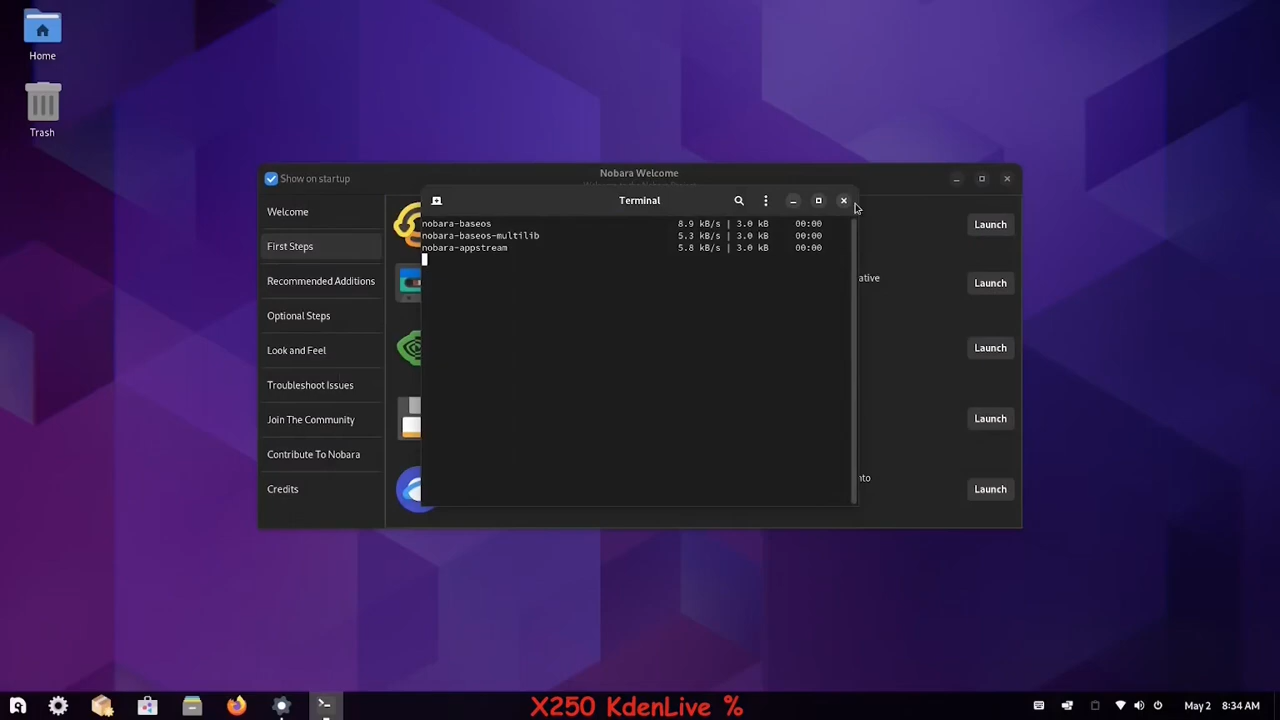 Home
Trash
Nobara Welcome
Show on startup
Welcome
First Steps
Recommended Additions
Optional Steps
Look and Feel
Troubleshoot Issues
Join The Community
Contribute To Nobara
Credits
Terminal
nobara-baseos 8.9 kB/s | 3.0 kB 00:00
nobara-baseos-multilib 5.3 kB/s | 3.0 kB 00:00
nobara-appstream 5.8 kB/s | 3.0 kB 00:00
Launch
ative
Launch
Launch
Launch
nto
Launch
X250 KdenLive %
May 2 8:34 AM